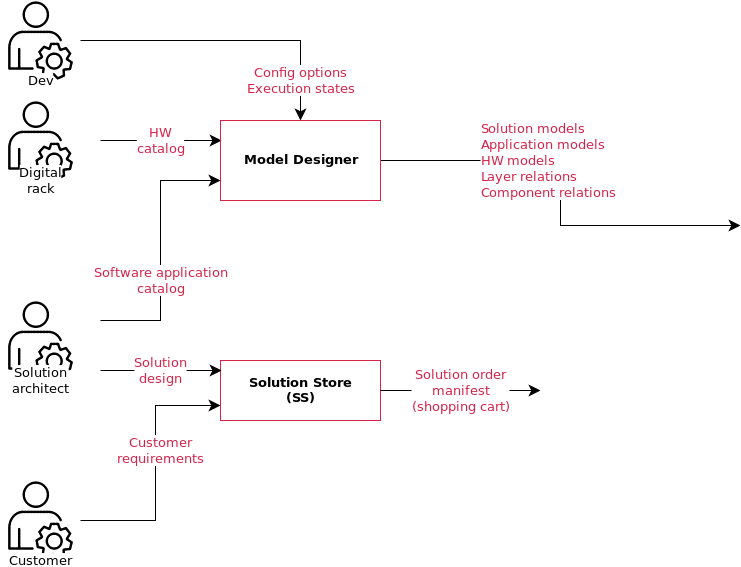 Dev
Config options
Execution states
HW
catalog
Digital
rack
Model Designer
Solution models
Application models
HW models
Layer relations
Component relations
Software application
catalog
Solution
architect
Solution
design
Solution Store
(SS)
Solution order
manifest
(shopping cart)
Customer
requirements
Customer